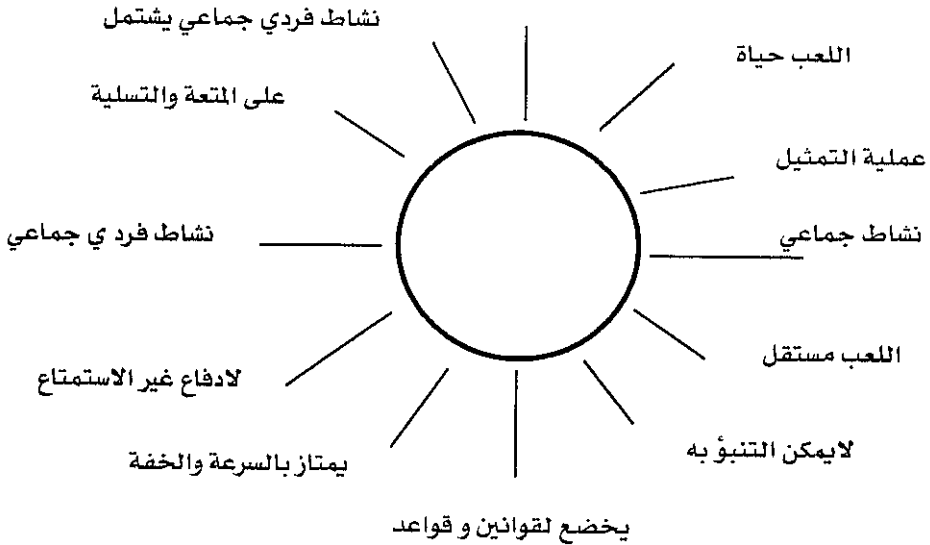 نشاط فردي جماعي يشتمل
اللعب حياة
على المتعة والتسلية
عملية التمثيل
نشاط جماعي
نشاط فرد ي جماعي
اللعب مستقل
لادفاع غير الاستمتاع
لايمكن التنبؤ به
يمتاز بالسرعة والخفة
يخضع لقوانين و قواعد